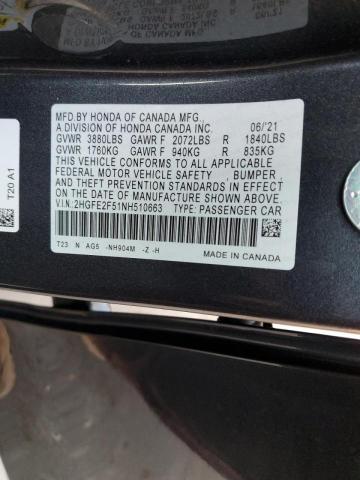 MFD.BY HONDA OF CANADA MFG.,
A DIVISION OF HONDA CANADA INC. 06/'21
GVWR 3880LBS GAWR F 2072LBS R 1840LBS
GVWR 1760KG GAWR F 940KG R 835KG
THIS VEHICLE CONFORMS TO ALL APPLICABLE
FEDERAL MOTOR VEHICLE SAFETY , BUMPER ,
AND THEFT PREVENTION STANDARDS IN EFFECT
ON THE DATE OF MANUFACTURE SHOWN ABOVE.
V.I.N:2HGFE2F51NH510663 TYPE: PASSENGER CAR
T23 N AG5 -NH904M -Z -H
MADE IN CANADA
T20 A1